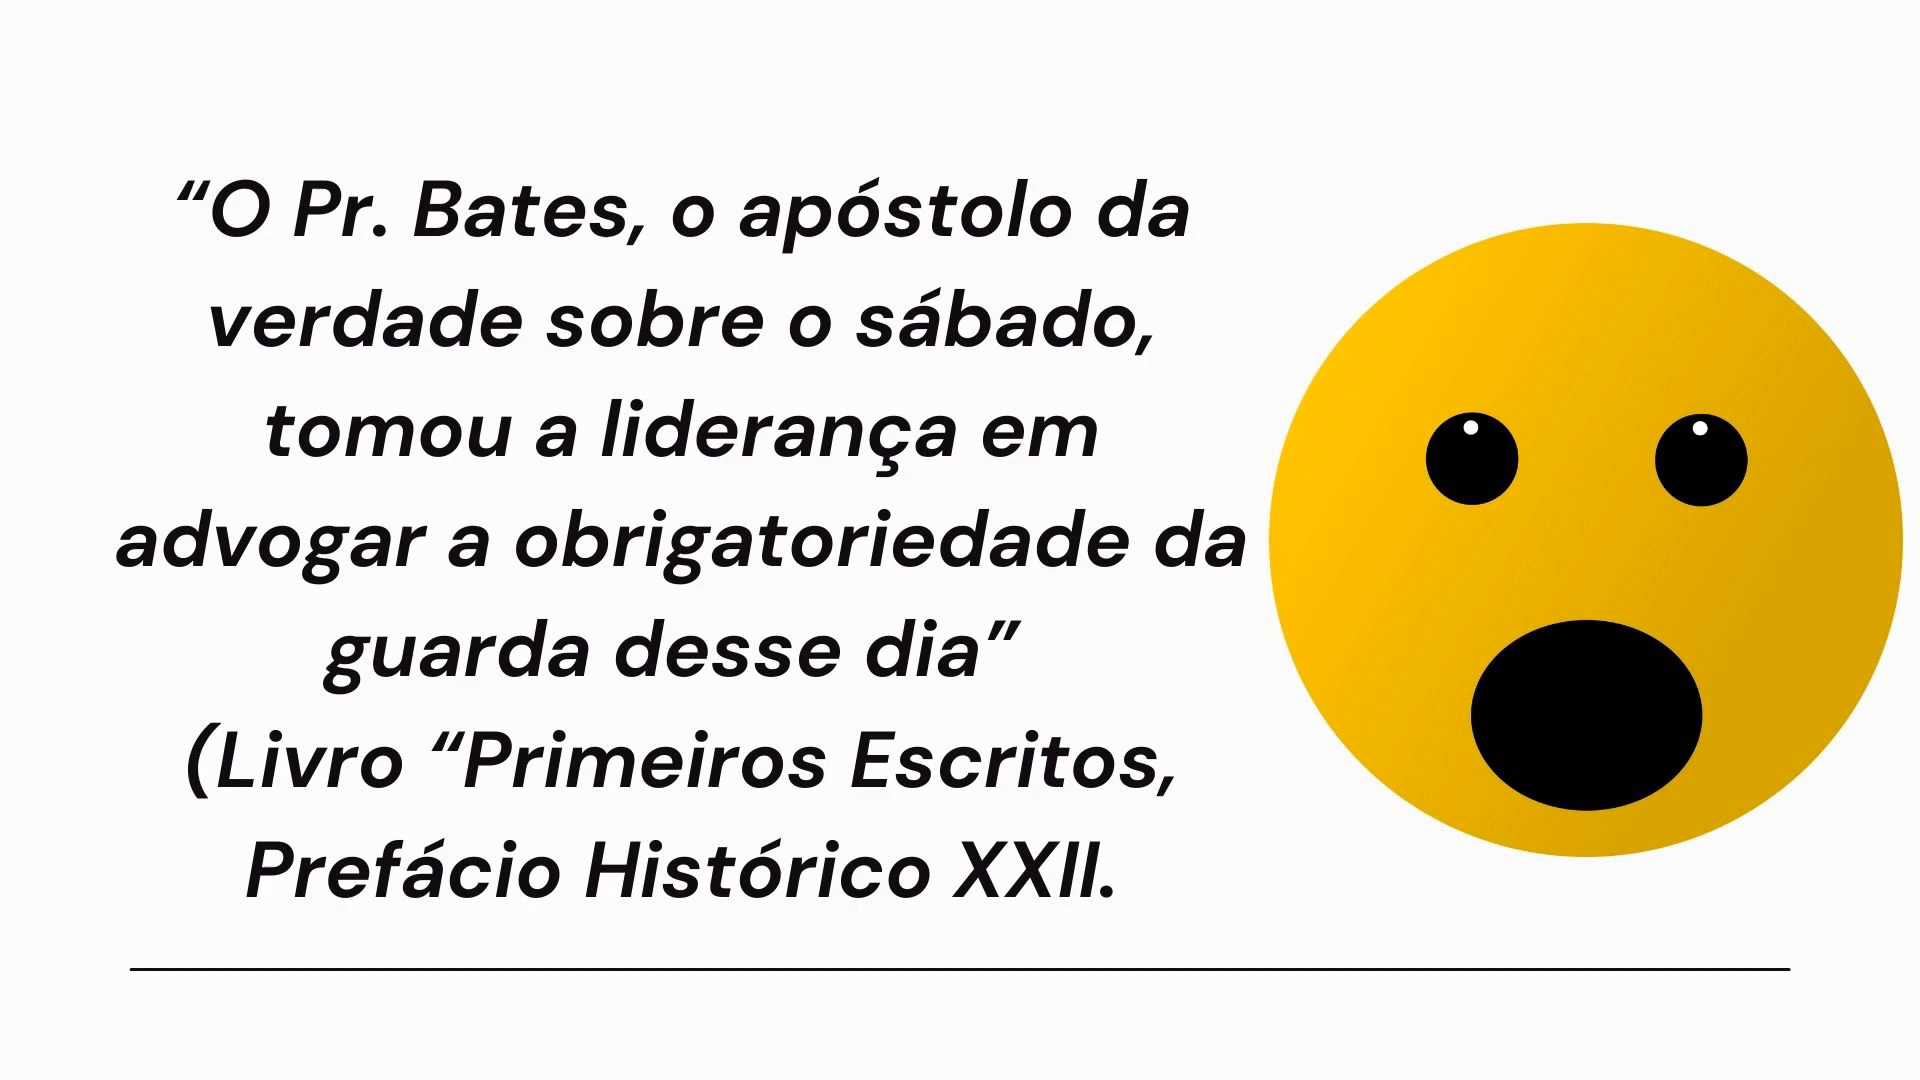 “O Pr. Bates, o apóstolo da
verdade sobre o sábado,
tomou a liderança em
advogar a obrigatoriedade da
guarda desse dia”
(Livro “Primeiros Escritos,
Prefácio Histórico XXII.